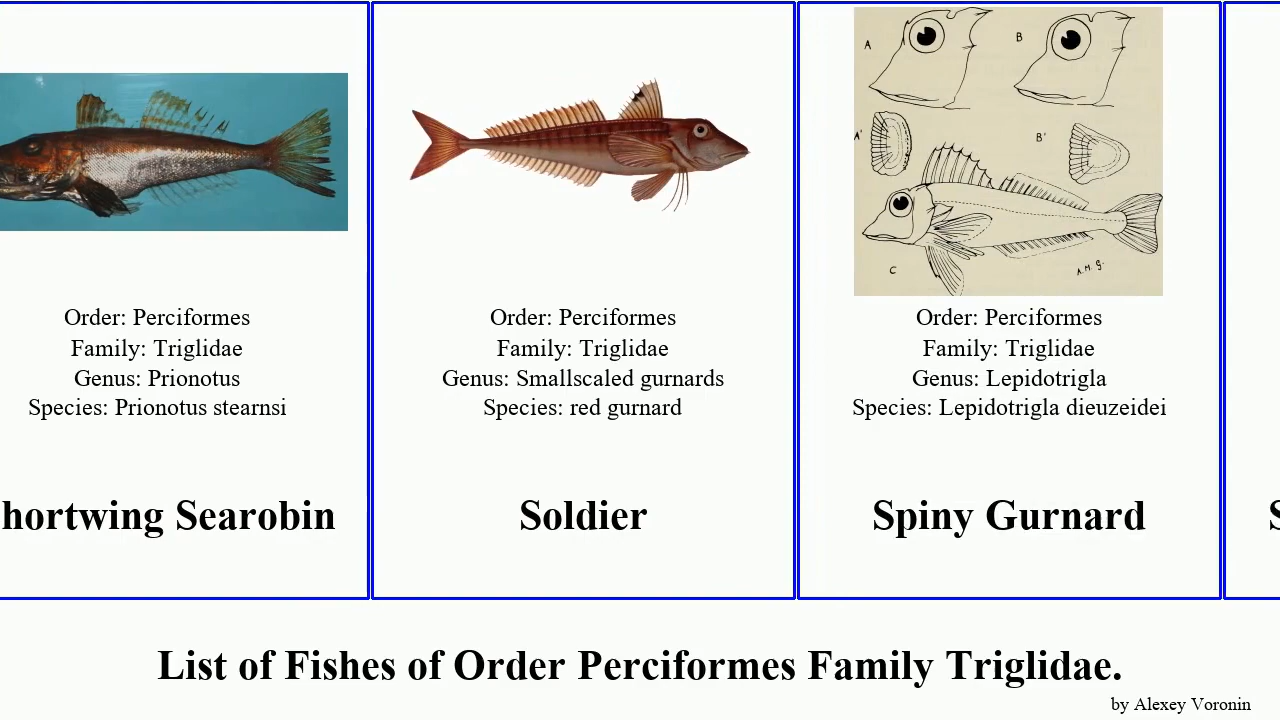 A
B
A'
B'
C
A.M.G.
Order: Perciformes
Family: Triglidae
Genus: Prionotus
Species: Prionotus stearnsi
hortwing Searobin
Order: Perciformes
Family: Triglidae
Genus: Smallscaled gurnards
Species: red gurnard
Soldier
Order: Perciformes
Family: Triglidae
Genus: Lepidotrigla
Species: Lepidotrigla dieuzeidei
Spiny Gurnard
S
List of Fishes of Order Perciformes Family Triglidae.
by Alexey Voronin